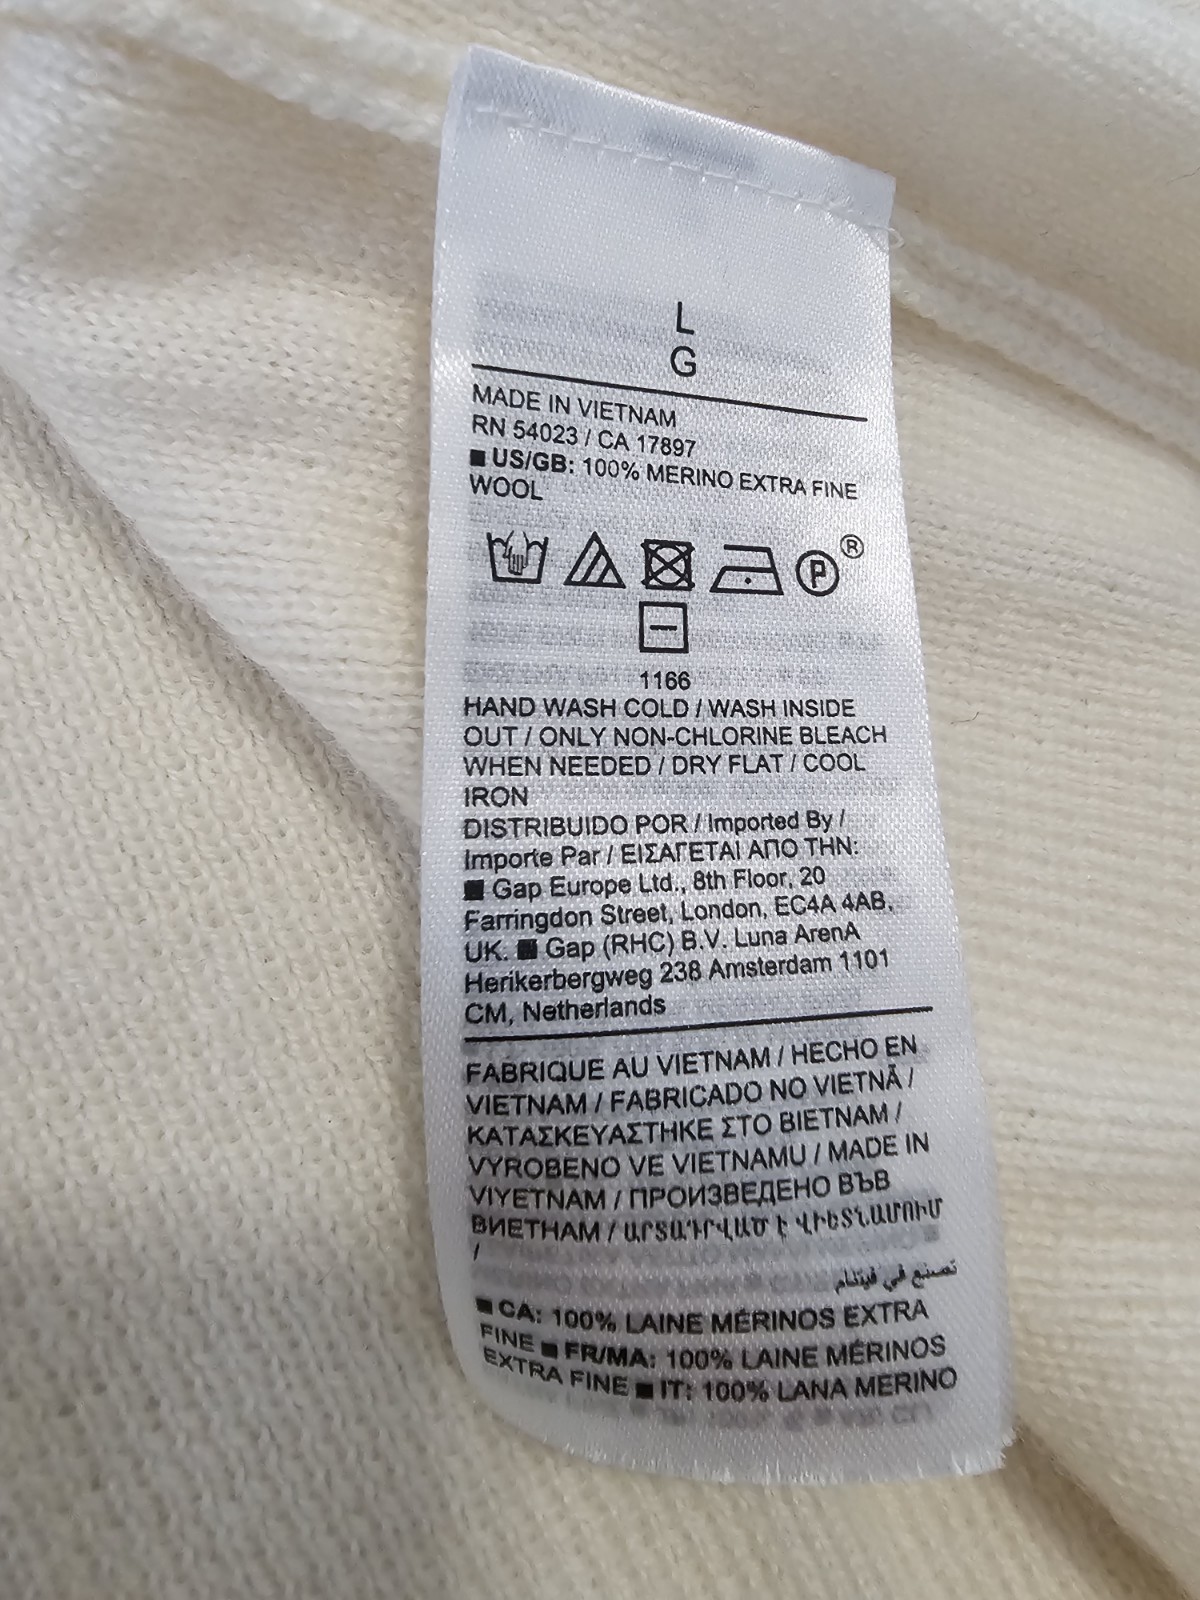 L
G
MADE IN VIETNAM
RN 54023 / CA 17897
■ US/GB: 100% MERINO EXTRA FINE
WOOL
P ®
1166
HAND WASH COLD / WASH INSIDE
OUT / ONLY NON-CHLORINE BLEACH
WHEN NEEDED / DRY FLAT / COOL
IRON
DISTRIBUIDO POR / Imported By /
Importe Par / ΕΙΣΑΓΕΤΑΙ ΑΠΟ ΤΗΝ:
■ Gap Europe Ltd., 8th Floor, 20
Farringdon Street, London, EC4A 4AB,
UK. ■ Gap (RHC) B.V. Luna ArenA
Herikerbergweg 238 Amsterdam 1101
CM, Netherlands
FABRIQUE AU VIETNAM / HECHO EN
VIETNAM / FABRICADO NO VIETNÃ /
ΚΑΤΑΣΚΕΥΑΣΤΗΚΕ ΣΤΟ ΒΙΕΤΝΑΜ /
VYROBENO VE VIETNAMU / MADE IN
VIYETNAM / ПРОИЗВЕДЕНО ВЪВ
ВИЕТНАМ / ԱՐՏԱԴՐՎԱԾ Է ՎԻԵՏՆԱՄՈՒՄ
/
تصنع في فيتنام
■ CA: 100% LAINE MÉRINOS EXTRA
FINE ■ FR/MA: 100% LAINE MÉRINOS
EXTRA FINE ■ IT: 100% LANA MERINO